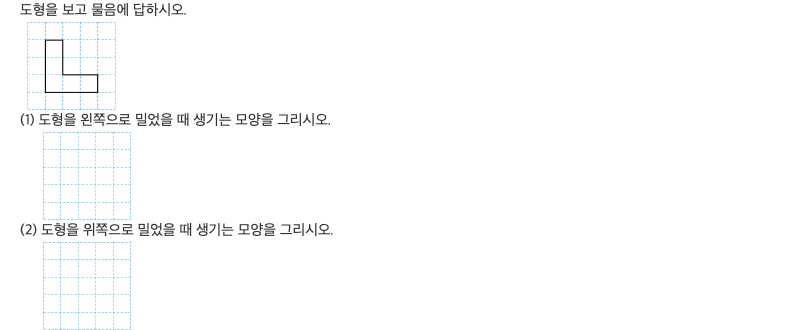 도형을 보고 물음에 답하시오.
(1) 도형을 왼쪽으로 밀었을 때 생기는 모양을 그리시오.
(2) 도형을 위쪽으로 밀었을 때 생기는 모양을 그리시오.